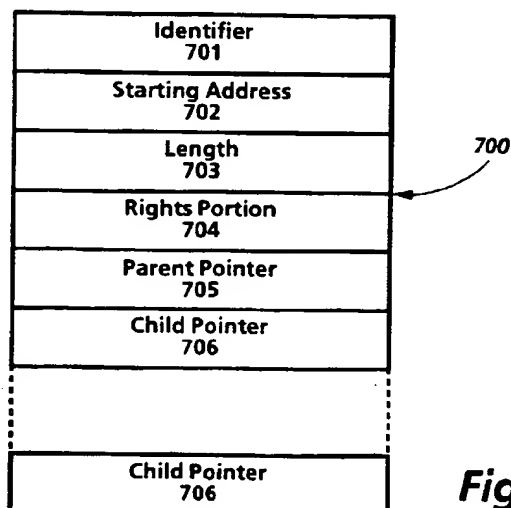 Identifier
701
Starting Address
702
Length
703
700
Rights Portion
704
Parent Pointer
705
Child Pointer
706
Child Pointer
706
Fig